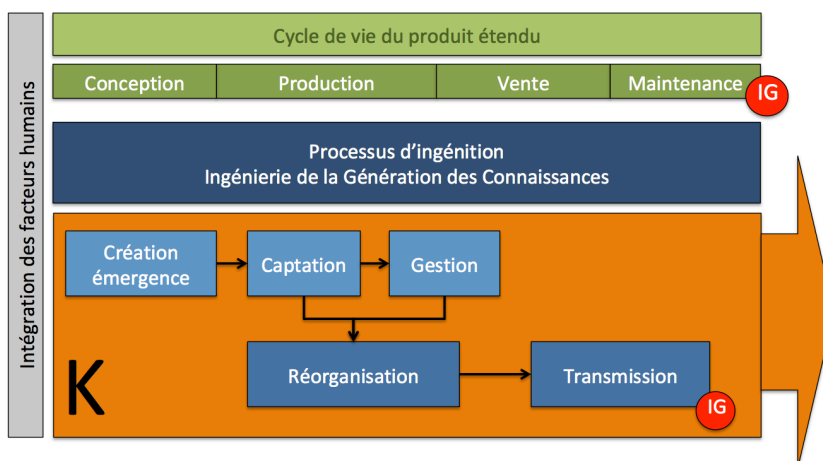 Intégration des facteurs humains
Cycle de vie du produit étendu
Conception
Production
Vente
Maintenance
IG
Processus d'ingénition
Ingénierie de la Génération des Connaissances
Création
émergence
Captation
Gestion
Réorganisation
Transmission
IG
K